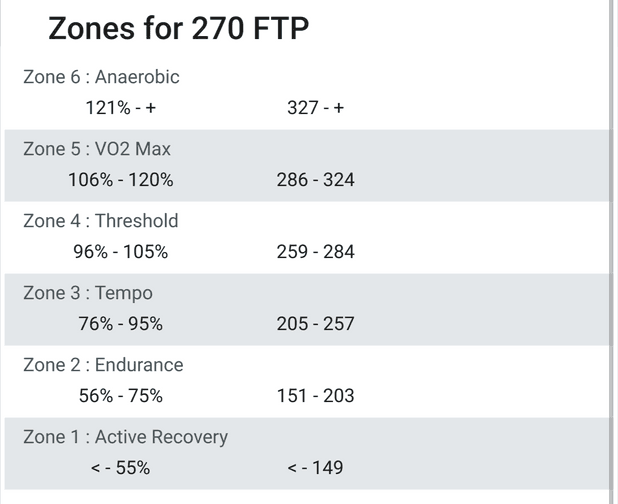 Zones for 270 FTP
Zone 6 : Anaerobic
121% - + 327 - +
Zone 5 : VO2 Max
106% - 120% 286 - 324
Zone 4 : Threshold
96% - 105% 259 - 284
Zone 3 : Tempo
76% - 95% 205 - 257
Zone 2 : Endurance
56% - 75% 151 - 203
Zone 1 : Active Recovery
< - 55% < - 149